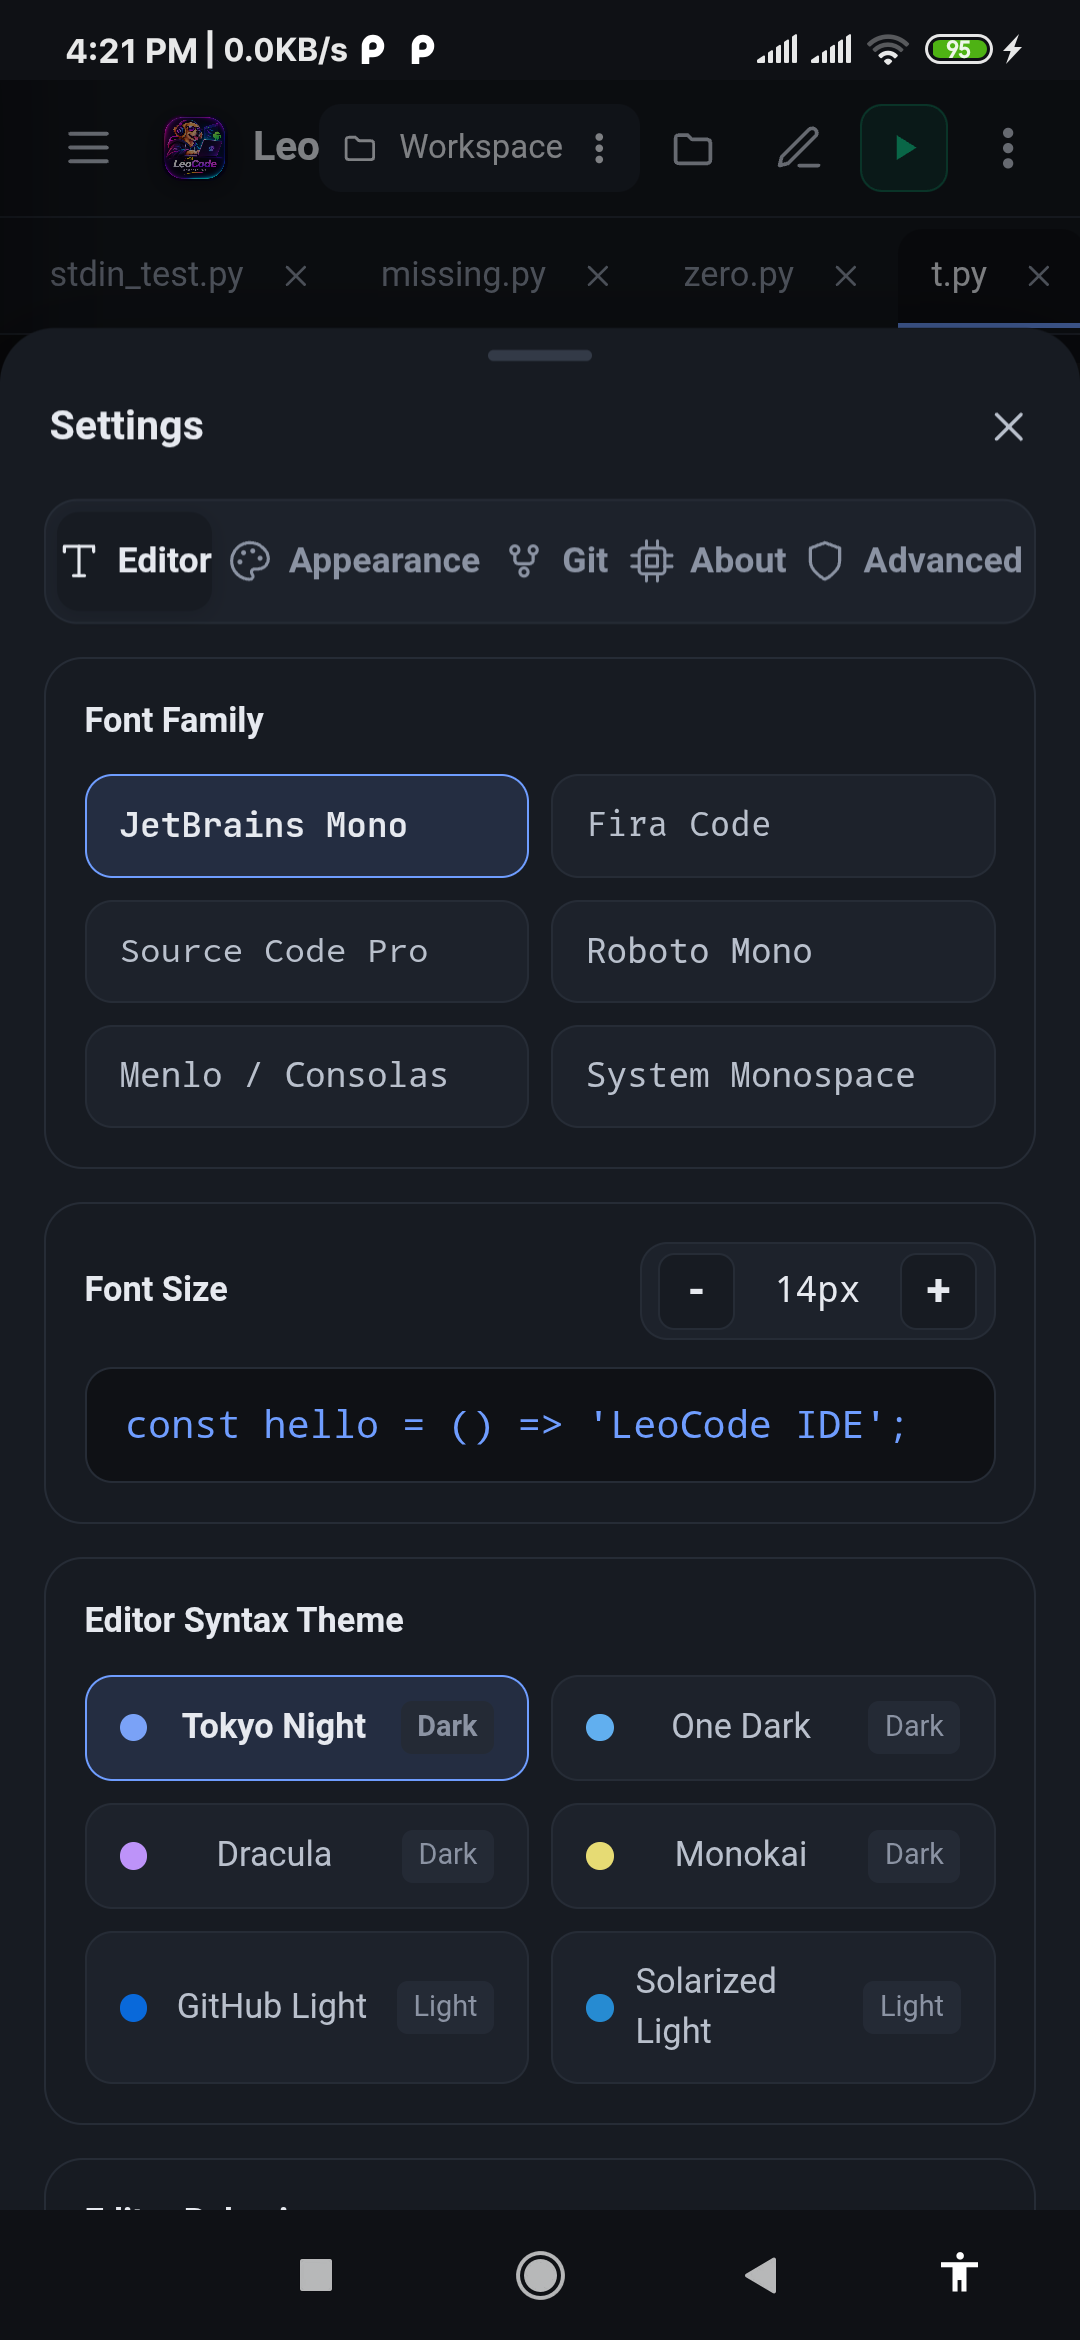 4:21 PM | 0.0KB/s
95
LeoCode
Leo
Workspace
stdin_test.py
missing.py
zero.py
t.py
Settings
Editor
Appearance
Git
About
Advanced
Font Family
JetBrains Mono
Fira Code
Source Code Pro
Roboto Mono
Menlo / Consolas
System Monospace
Font Size
- 14px +
const hello = () => 'LeoCode IDE';
Editor Syntax Theme
Tokyo Night Dark
One Dark Dark
Dracula Dark
Monokai Dark
GitHub Light Light
Solarized
Light
Light